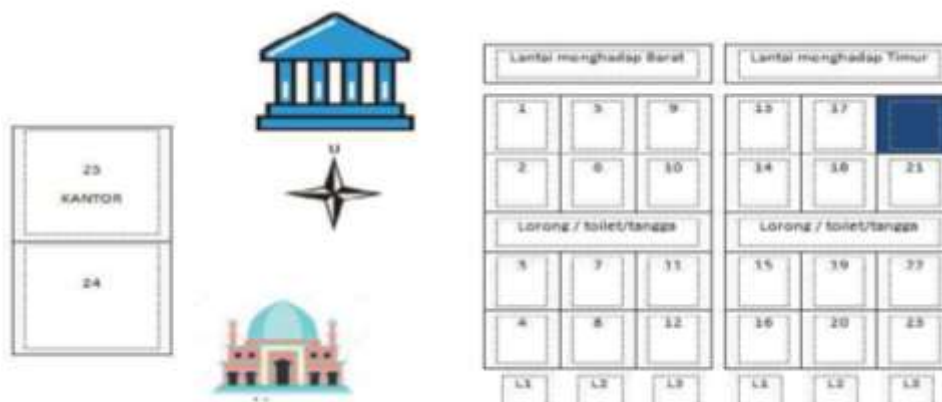 KANTOR
24
U
Lantai menghadap Barat
Lantai menghadap Timur
1 5 9 13 17
2 6 10 14 18 21
Lorong / toilet/tangga
Lorong / toilet/tangga
3 7 11 15 19 22
4 8 12 16 20 23
L1 L2 L3 L1 L2 L3